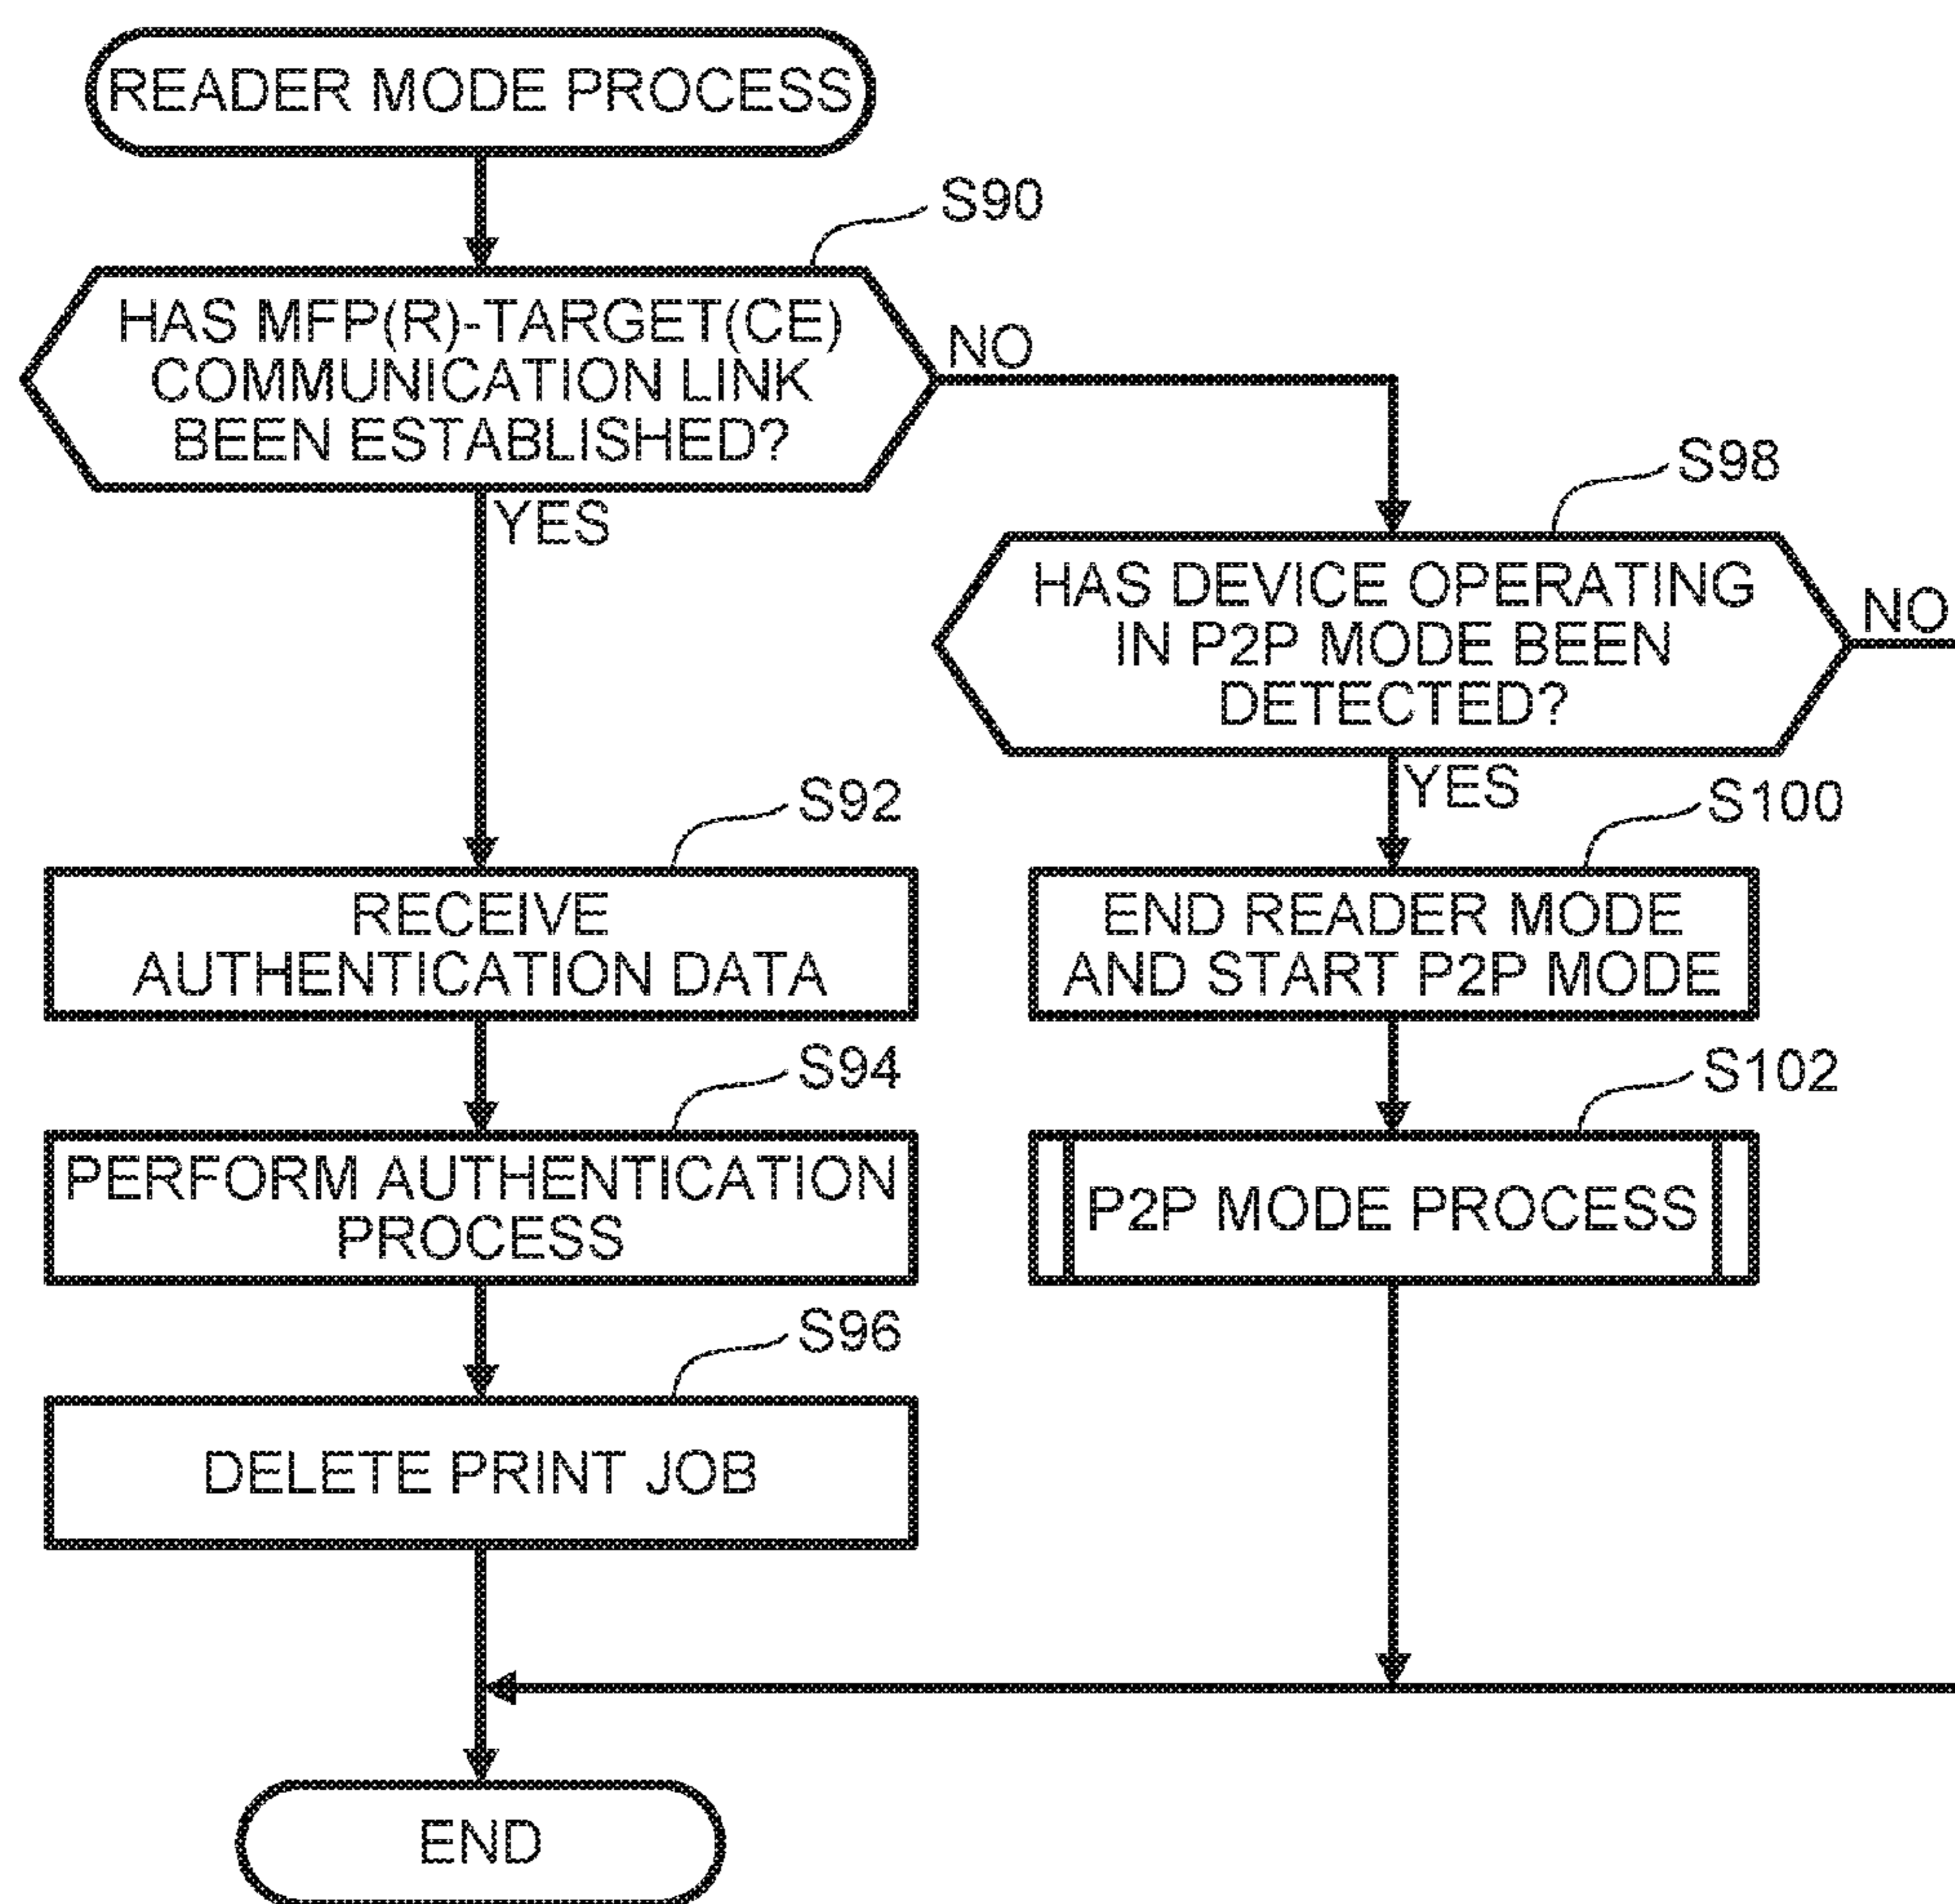 READER MODE PROCESS
S90
HAS MFP(R)-TARGET(CE)
COMMUNICATION LINK
BEEN ESTABLISHED?
NO
YES
S98
HAS DEVICE OPERATING
IN P2P MODE BEEN
DETECTED?
NO
YES
S92
RECEIVE
AUTHENTICATION DATA
S100
END READER MODE
AND START P2P MODE
S94
PERFORM AUTHENTICATION
PROCESS
S102
P2P MODE PROCESS
S96
DELETE PRINT JOB
END